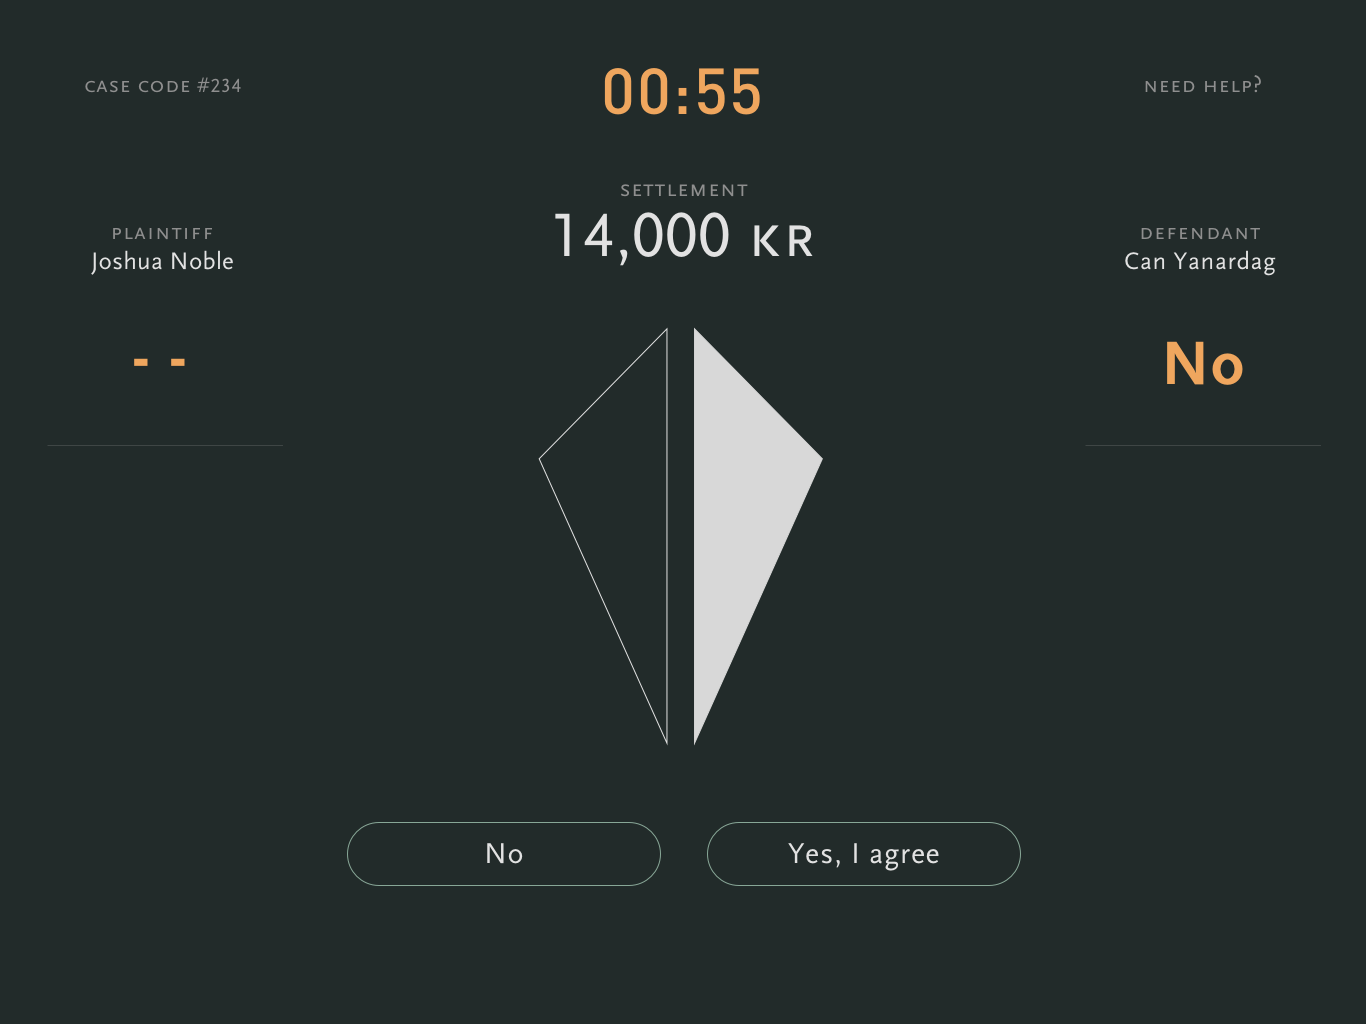 CASE CODE #234
00:55
NEED HELP?
SETTLEMENT
14,000 KR
PLAINTIFF
Joshua Noble
- -
DEFENDANT
Can Yanardag
No
No
Yes, I agree